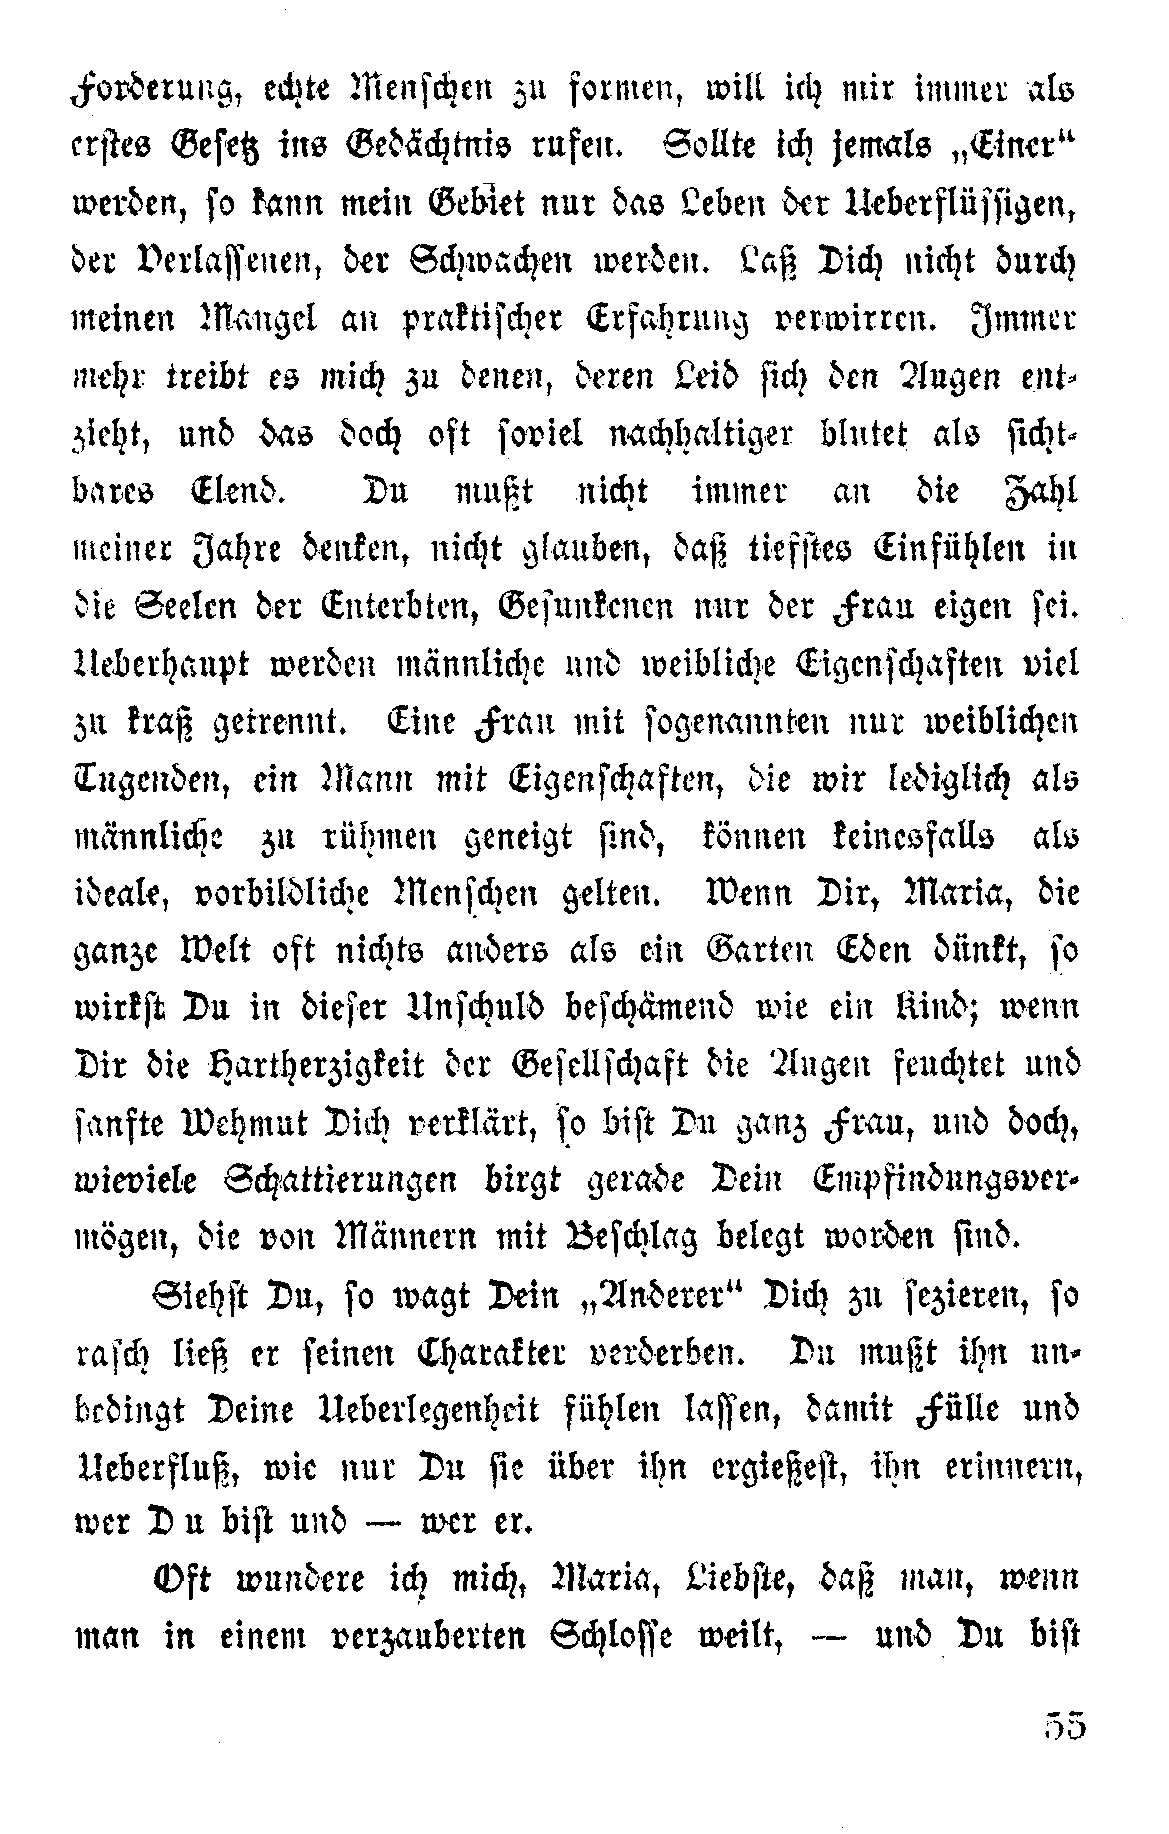 Forderung, echte Menschen zu formen, will ich mir immer als
erstes Gesetz ins Gedächtnis rufen. Sollte ich jemals „Einer“
werden, so kann mein Gebiet nur das Leben der Ueberflüssigen,
der Verlassenen, der Schwachen werden. Laß Dich nicht durch
meinen Mangel an praktischer Erfahrung verwirren. Immer
mehr treibt es mich zu denen, deren Leid sich den Augen ent-
zieht, und das doch oft soviel nachhaltiger blutet als sicht-
bares Elend. Du mußt nicht immer an die Zahl
meiner Jahre denken, nicht glauben, daß tiefstes Einfühlen in
die Seelen der Enterbten, Gesunkenen nur der Frau eigen sei.
Ueberhaupt werden männliche und weibliche Eigenschaften viel
zu kraß getrennt. Eine Frau mit sogenannten nur weiblichen
Tugenden, ein Mann mit Eigenschaften, die wir lediglich als
männliche zu rühmen geneigt sind, können keinesfalls als
ideale, vorbildliche Menschen gelten. Wenn Dir, Maria, die
ganze Welt oft nichts anders als ein Garten Eden dünkt, so
wirkst Du in dieser Unschuld beschämend wie ein Kind; wenn
Dir die Hartherzigkeit der Gesellschaft die Augen feuchtet und
sanfte Wehmut Dich verklärt, so bist Du ganz Frau, und doch,
wieviele Schattierungen birgt gerade Dein Empfindungsver-
mögen, die von Männern mit Beschlag belegt worden sind.
Siehst Du, so wagt Dein „Anderer“ Dich zu sezieren, so
rasch ließ er seinen Charakter verderben. Du mußt ihn un-
bedingt Deine Ueberlegenheit fühlen lassen, damit Fülle und
Ueberfluß, wie nur Du sie über ihn ergießest, ihn erinnern,
wer Du bist und — wer er.
Oft wundere ich mich, Maria, Liebste, daß man, wenn
man in einem verzauberten Schlosse weilt, — und Du bist
55